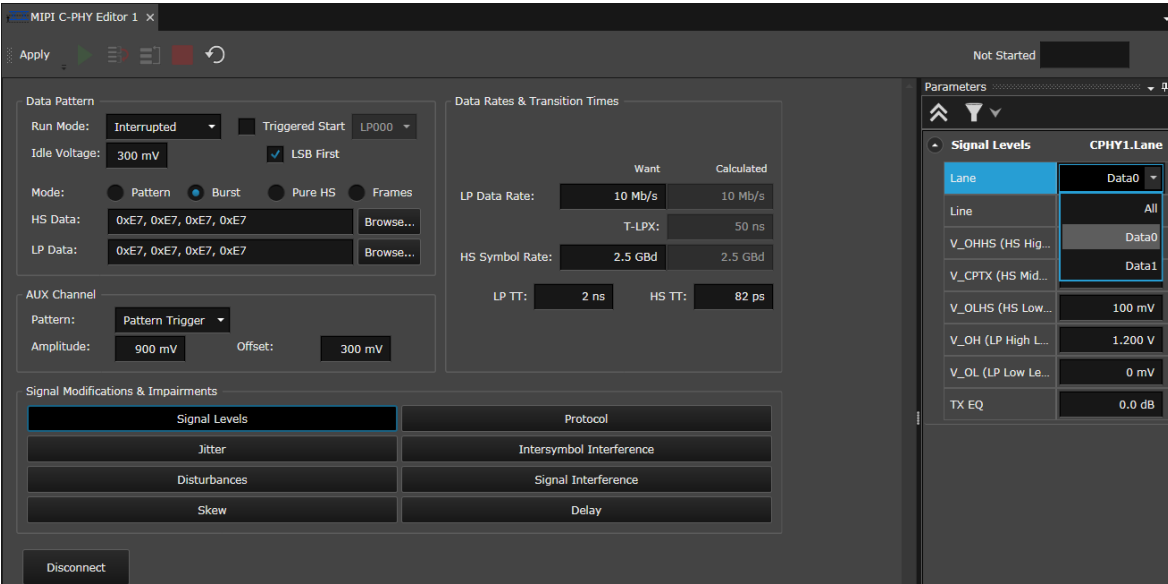 MIPI C-PHY Editor 1 ×
Apply
Not Started
Data Pattern
Run Mode: Interrupted Triggered Start LP000
Idle Voltage: 300 mV LSB First
Mode: Pattern Burst Pure HS Frames
HS Data: 0xE7, 0xE7, 0xE7, 0xE7 Browse...
LP Data: 0xE7, 0xE7, 0xE7, 0xE7 Browse...
AUX Channel
Pattern: Pattern Trigger
Amplitude: 900 mV Offset: 300 mV
Data Rates & Transition Times
Want Calculated
LP Data Rate: 10 Mb/s 10 Mb/s
T-LPX: 50 ns
HS Symbol Rate: 2.5 GBd 2.5 GBd
LP TT: 2 ns HS TT: 82 ps
Signal Modifications & Impairments
Signal Levels Protocol
Jitter Intersymbol Interference
Disturbances Signal Interference
Skew Delay
Disconnect
Parameters
Signal Levels CPHY1.Lane
Lane Data0
Line All
V_OHHS (HS Hig... Data0
V_CPTX (HS Mid... Data1
V_OLHS (HS Low... 100 mV
V_OH (LP High L... 1.200 V
V_OL (LP Low Le... 0 mV
TX EQ 0.0 dB